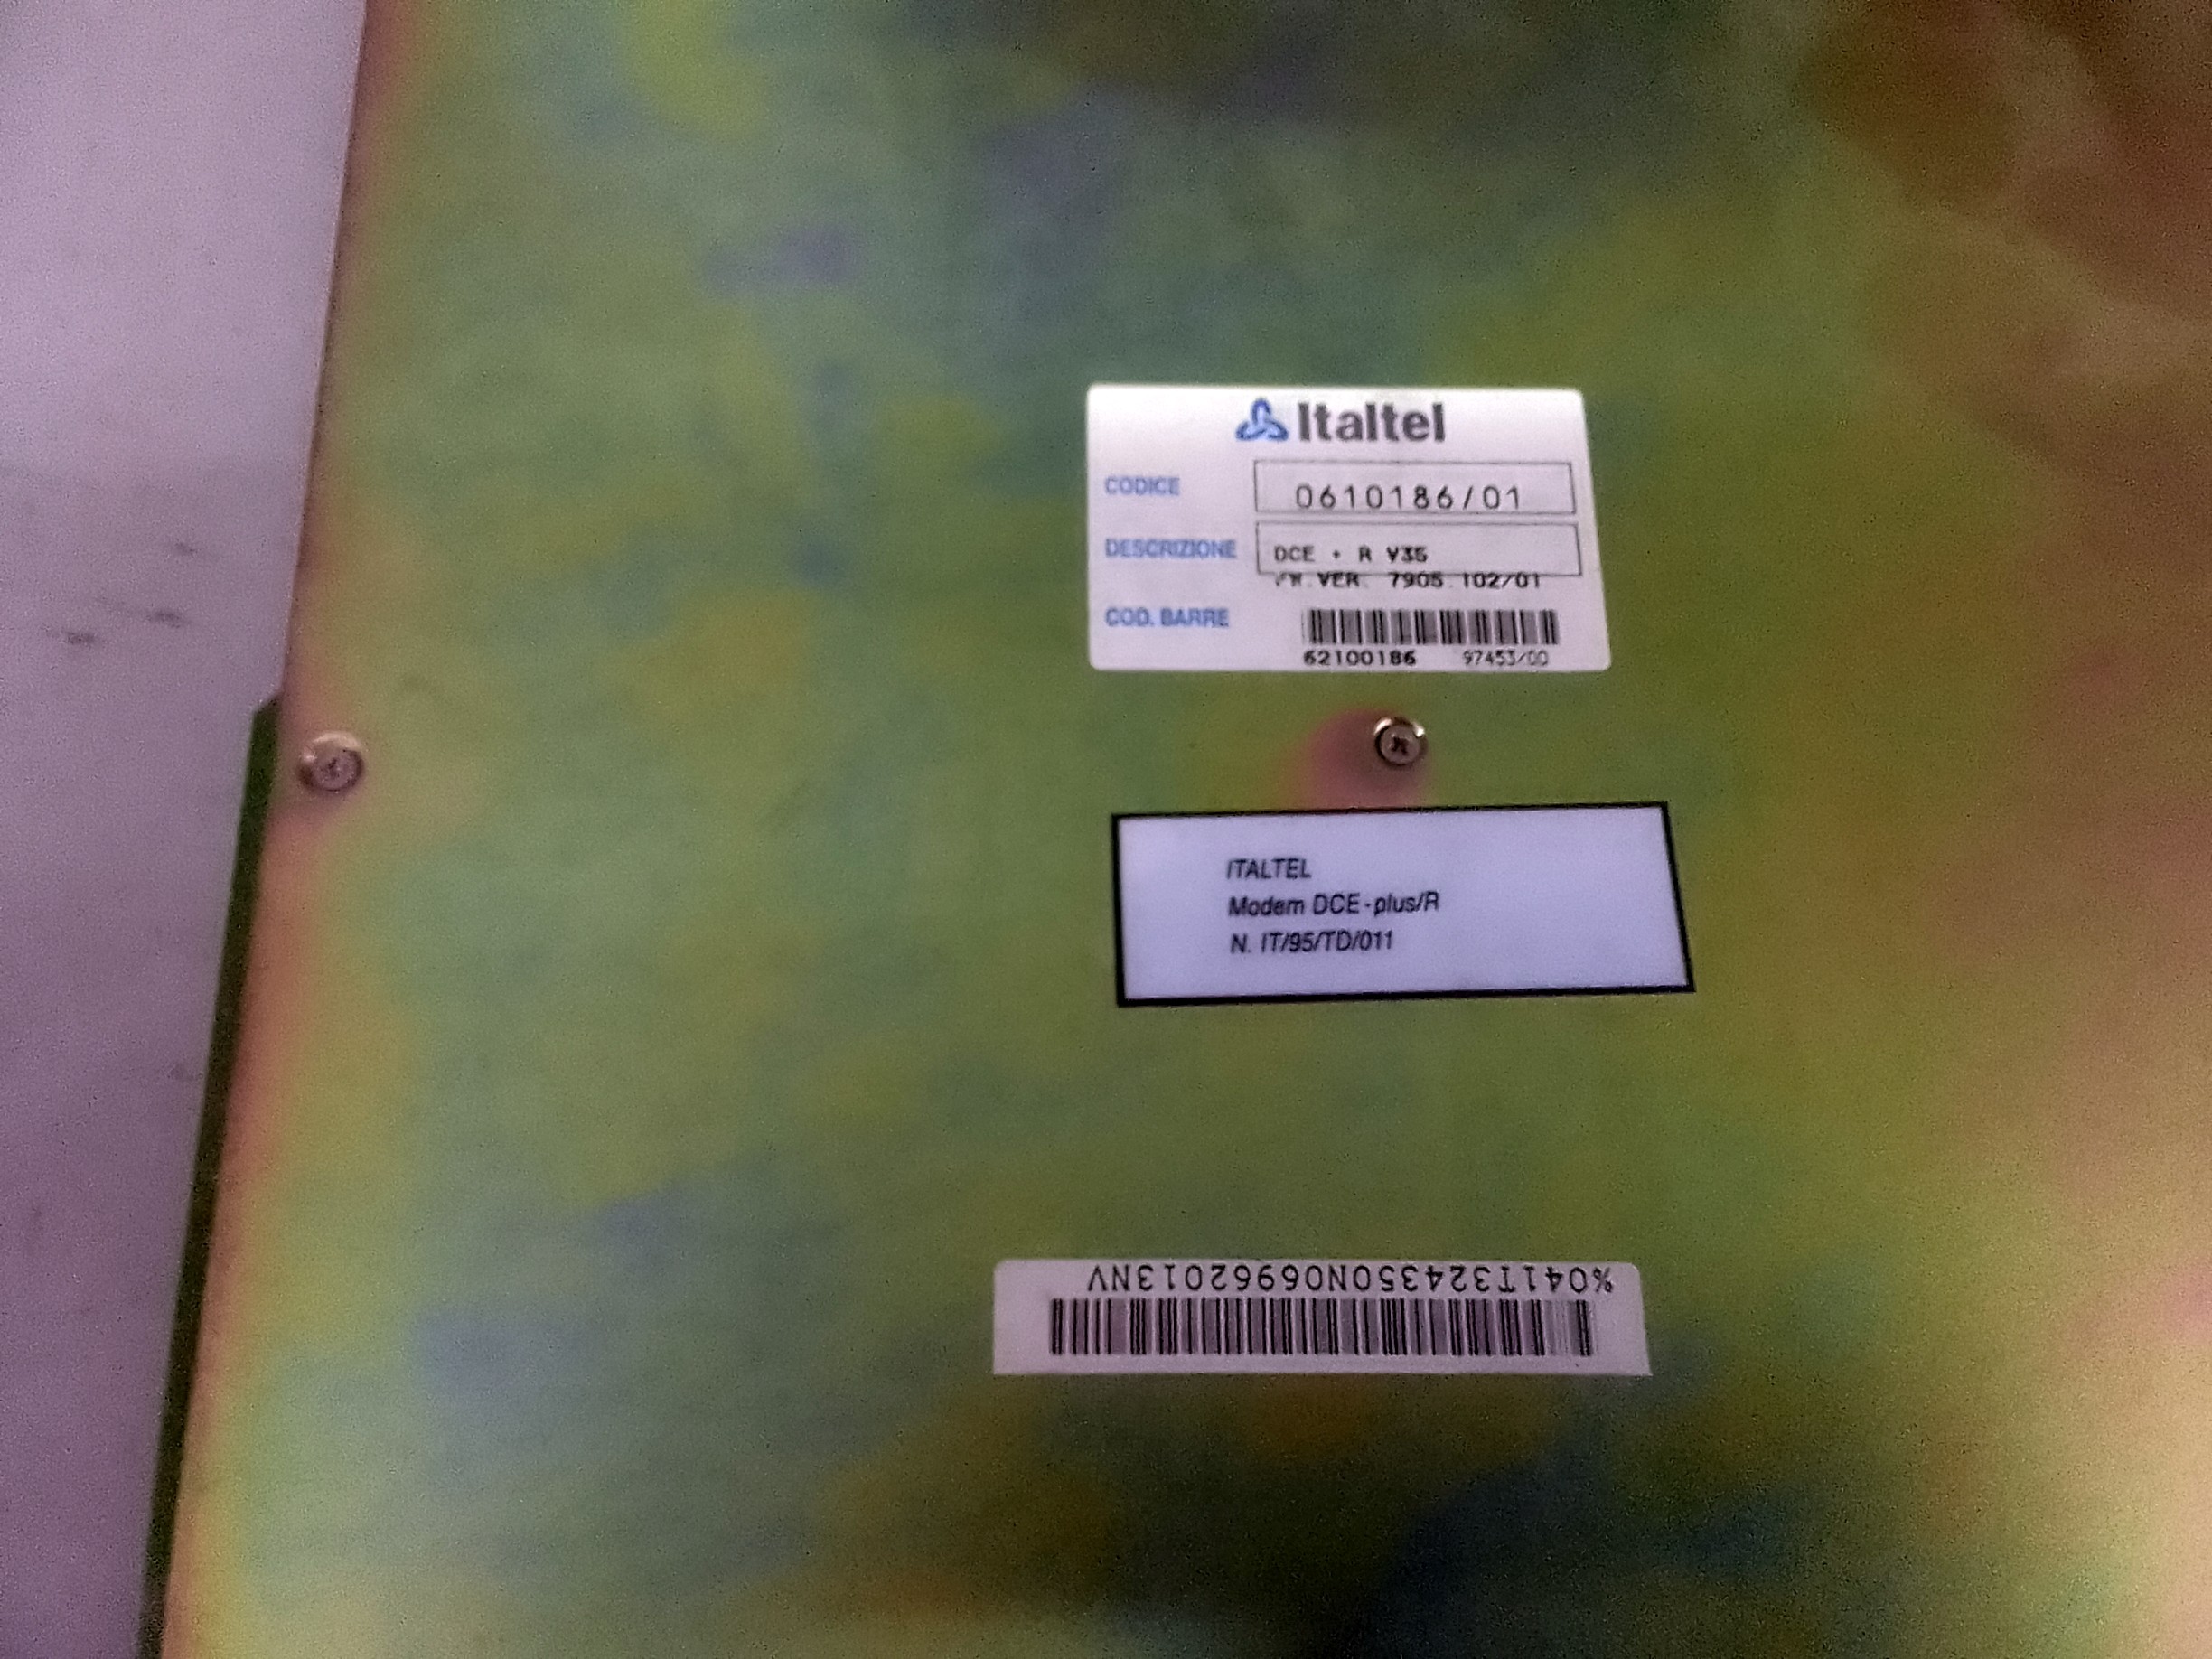 Italtel
CODICE 0610186/01
DESCRIZIONE DCE + R V35
FW.VER. 7905.102/01
COD. BARRE
62100186 97453/00
ITALTEL
Modem DCE-plus/R
N. IT/95/TD/011
%041T324350N06962013NV